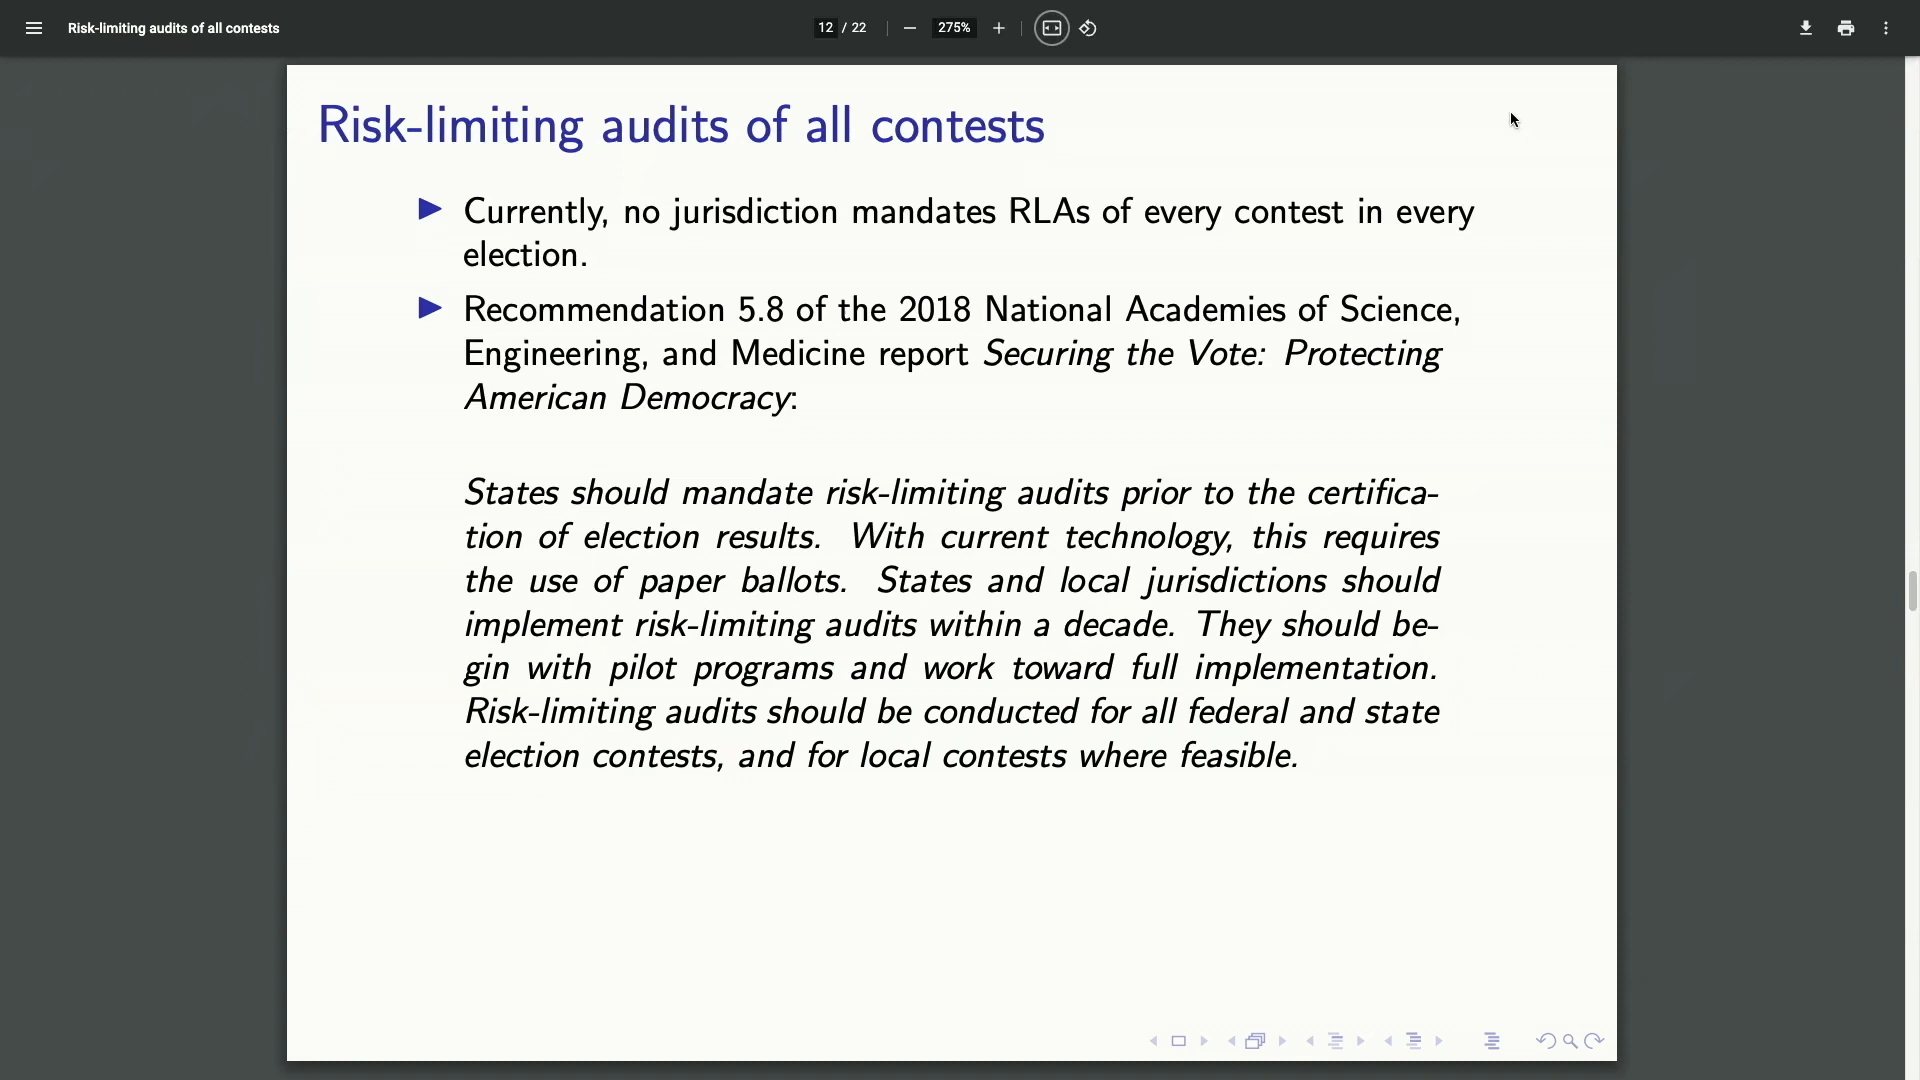 Risk-limiting audits of all contests
12 / 22
275%
Risk-limiting audits of all contests
Currently, no jurisdiction mandates RLAs of every contest in every
election.
Recommendation 5.8 of the 2018 National Academies of Science,
Engineering, and Medicine report Securing the Vote: Protecting
American Democracy:
States should mandate risk-limiting audits prior to the certifica-
tion of election results. With current technology, this requires
the use of paper ballots. States and local jurisdictions should
implement risk-limiting audits within a decade. They should be-
gin with pilot programs and work toward full implementation.
Risk-limiting audits should be conducted for all federal and state
election contests, and for local contests where feasible.